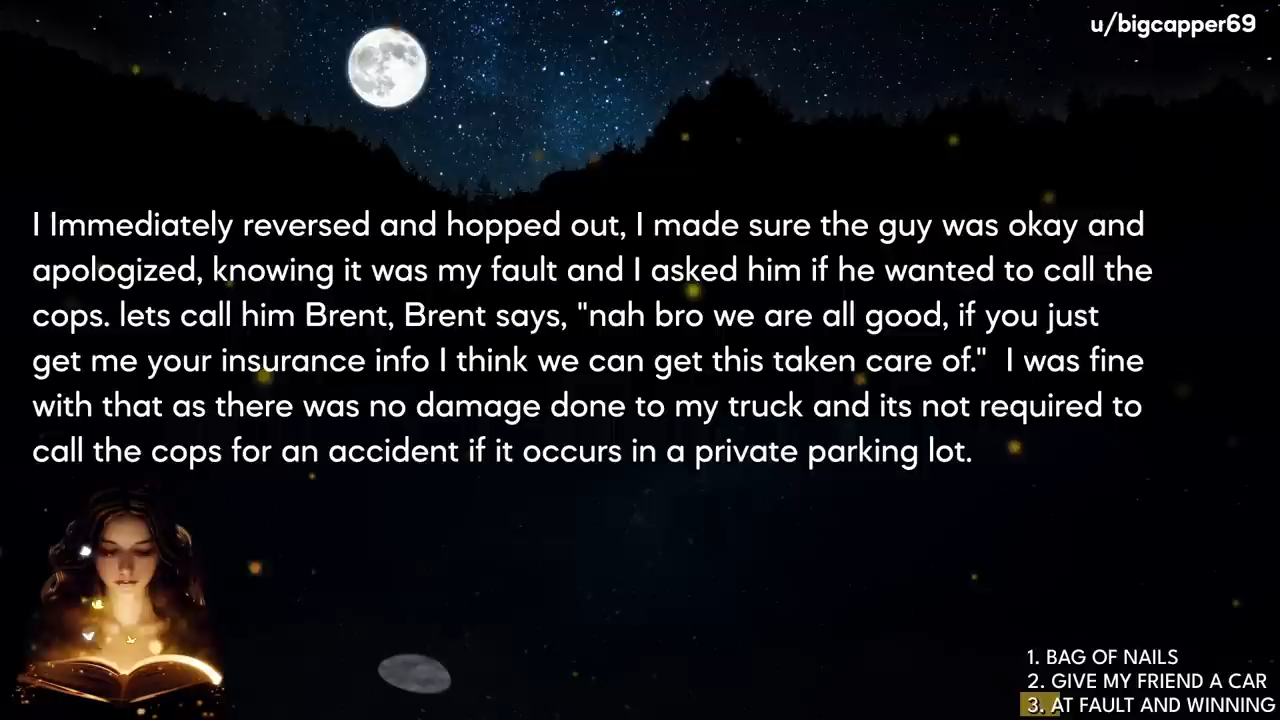 u/bigcapper69
I Immediately reversed and hopped out, I made sure the guy was okay and
apologized, knowing it was my fault and I asked him if he wanted to call the
cops. lets call him Brent, Brent says, "nah bro we are all good, if you just
get me your insurance info I think we can get this taken care of."  I was fine
with that as there was no damage done to my truck and its not required to
call the cops for an accident if it occurs in a private parking lot.
1. BAG OF NAILS
2. GIVE MY FRIEND A CAR
3. AT FAULT AND WINNING